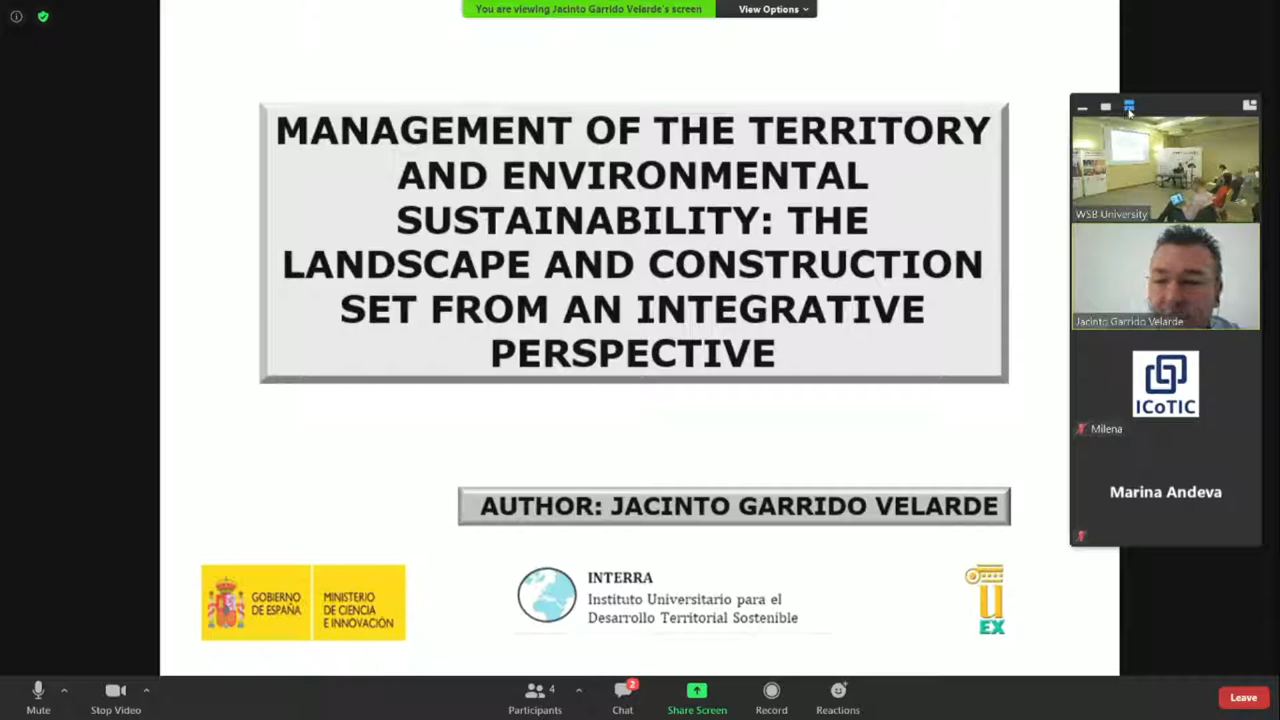 You are viewing Jacinto Garrido Velarde's screen
View Options
MANAGEMENT OF THE TERRITORY
AND ENVIRONMENTAL
SUSTAINABILITY: THE
LANDSCAPE AND CONSTRUCTION
SET FROM AN INTEGRATIVE
PERSPECTIVE
AUTHOR: JACINTO GARRIDO VELARDE
GOBIERNO
DE ESPAÑA
MINISTERIO
DE CIENCIA
E INNOVACIÓN
INTERRA
Instituto Universitario para el
Desarrollo Territorial Sostenible
U
EX
WSB University
Jacinto Garrido Velarde
ICoTIC
Milena
Marina Andeva
Mute
Stop Video
4
Participants
2
Chat
Share Screen
Record
Reactions
Leave